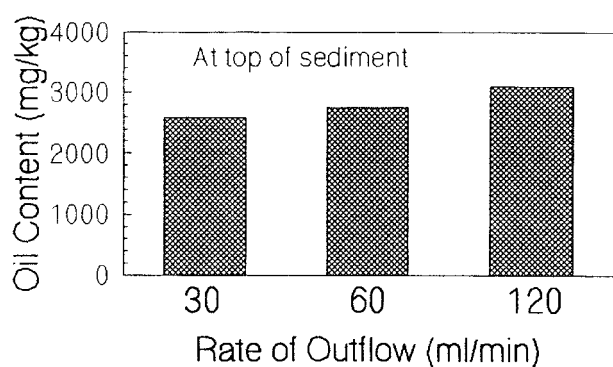 4000
At top of sediment
3000
2000
1000
0
Oil Content (mg/kg)
30 60 120
Rate of Outflow (ml/min)